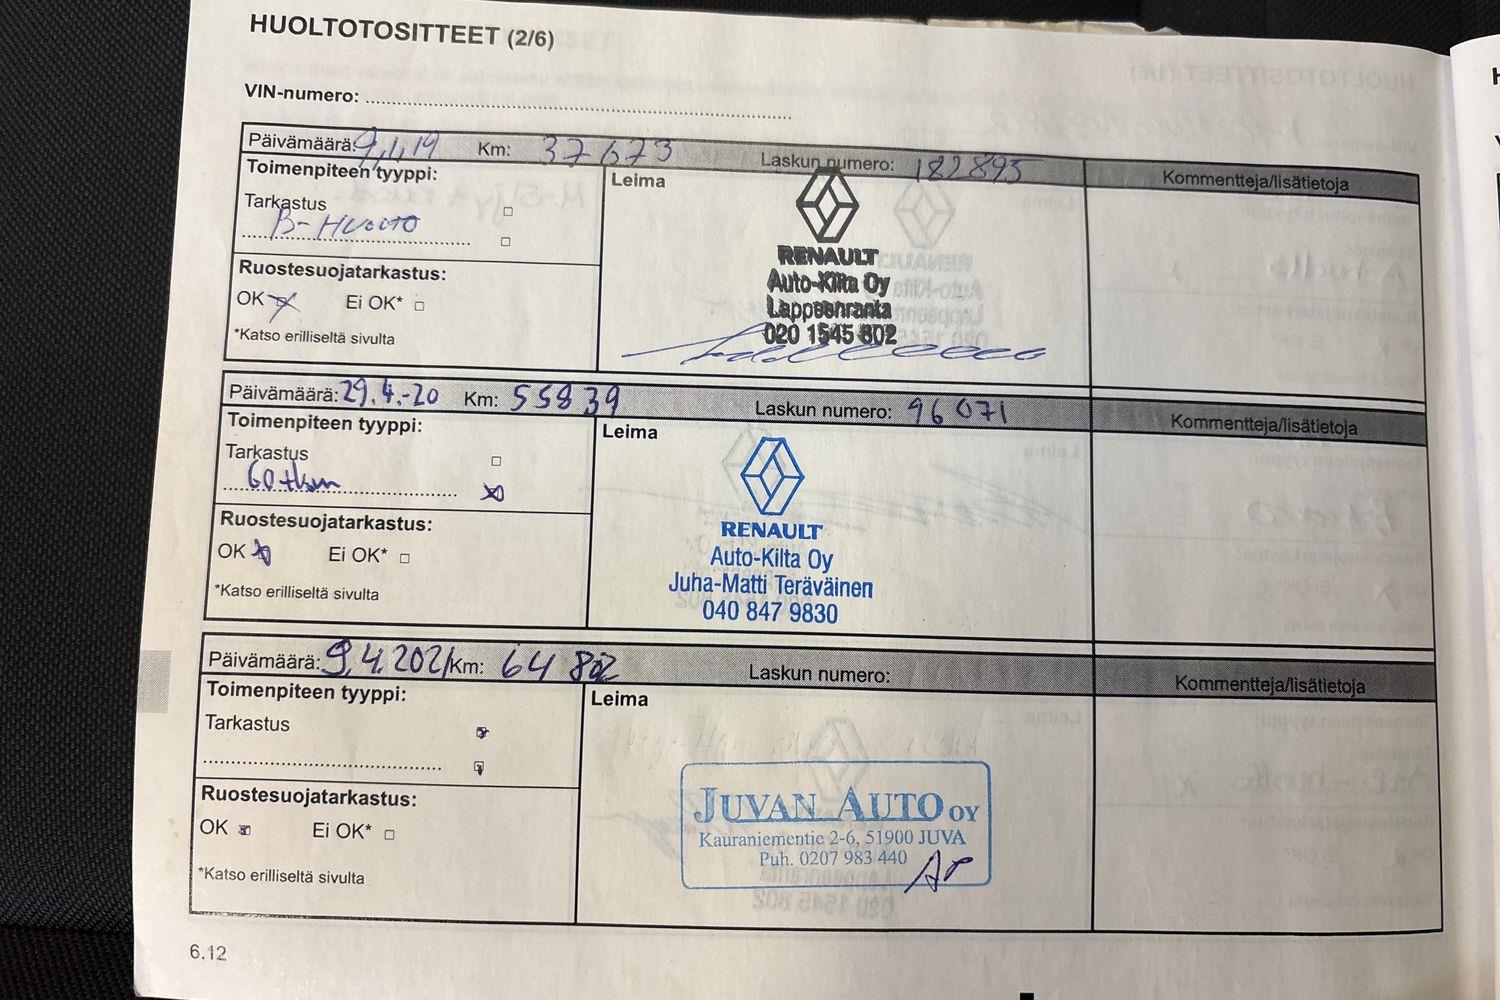 HUOLTOTOSITTEET (2/6)
VIN-numero:
Päivämäärä: 9,1,19 Km: 37 673 Laskun numero: 182895 Kommentteja/lisätietoja
Toimenpiteen tyyppi:
Tarkastus
B-Huolto
Ruostesuojatarkastus:
OK Ei OK*
*Katso erilliseltä sivulta
Leima
RENAULT
Auto-Kilta Oy
Lappeenranta
020 1545 802
Päivämäärä: 29.4.-20 Km: 55839 Laskun numero: 96071 Kommentteja/lisätietoja
Toimenpiteen tyyppi:
Tarkastus
60tkm
Ruostesuojatarkastus:
OK Ei OK*
*Katso erilliseltä sivulta
Leima
RENAULT
Auto-Kilta Oy
Juha-Matti Teräväinen
040 847 9830
Päivämäärä: 9.4.2021 Km: 64 802 Laskun numero: Kommentteja/lisätietoja
Toimenpiteen tyyppi:
Tarkastus
Ruostesuojatarkastus:
OK Ei OK*
*Katso erilliseltä sivulta
Leima
JUVAN AUTO OY
Kauraniementie 2-6, 51900 JUVA
Puh. 0207 983 440
6.12